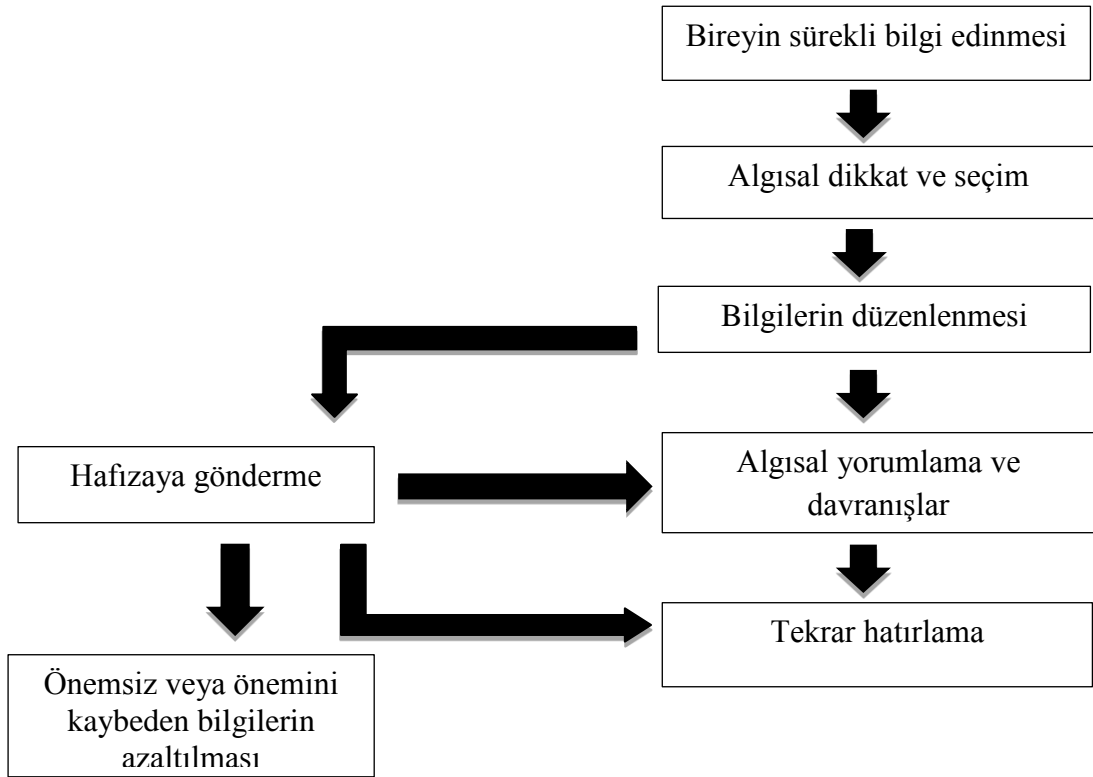 Bireyin sürekli bilgi edinmesi
Algısal dikkat ve seçim
Bilgilerin düzenlenmesi
Hafızaya gönderme
Algısal yorumlama ve
davranışlar
Tekrar hatırlama
Önemsiz veya önemini
kaybeden bilgilerin
azaltılması